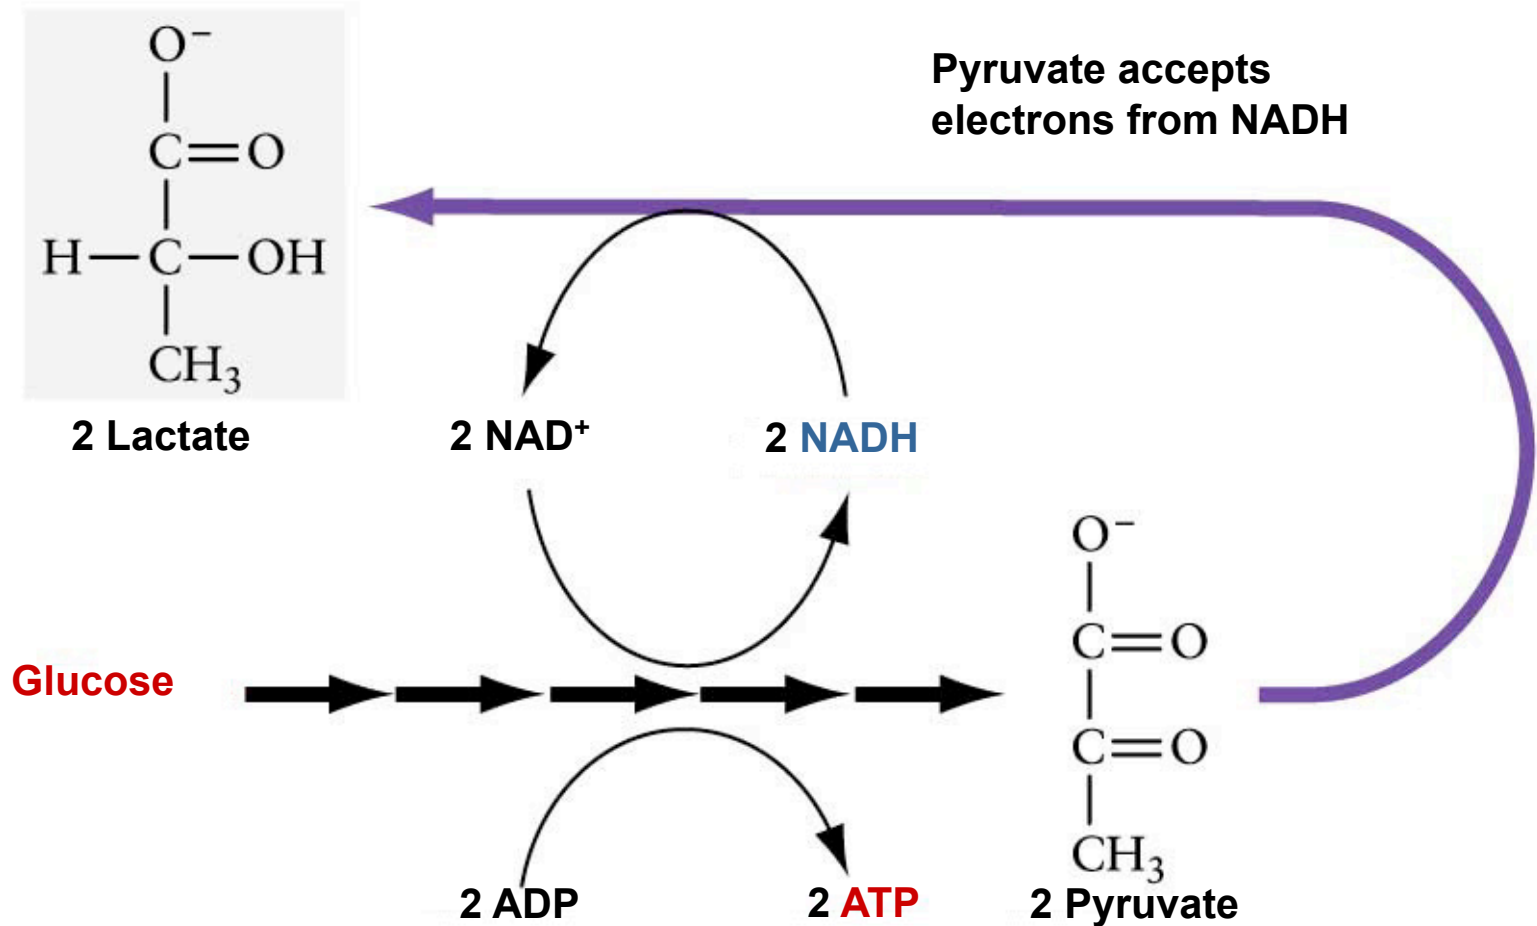 O⁻
C=O
H—C—OH
CH₃
2 Lactate
Pyruvate accepts
electrons from NADH
2 NAD⁺
2 NADH
Glucose
2 ADP
2 ATP
O⁻
C=O
C=O
CH₃
2 Pyruvate